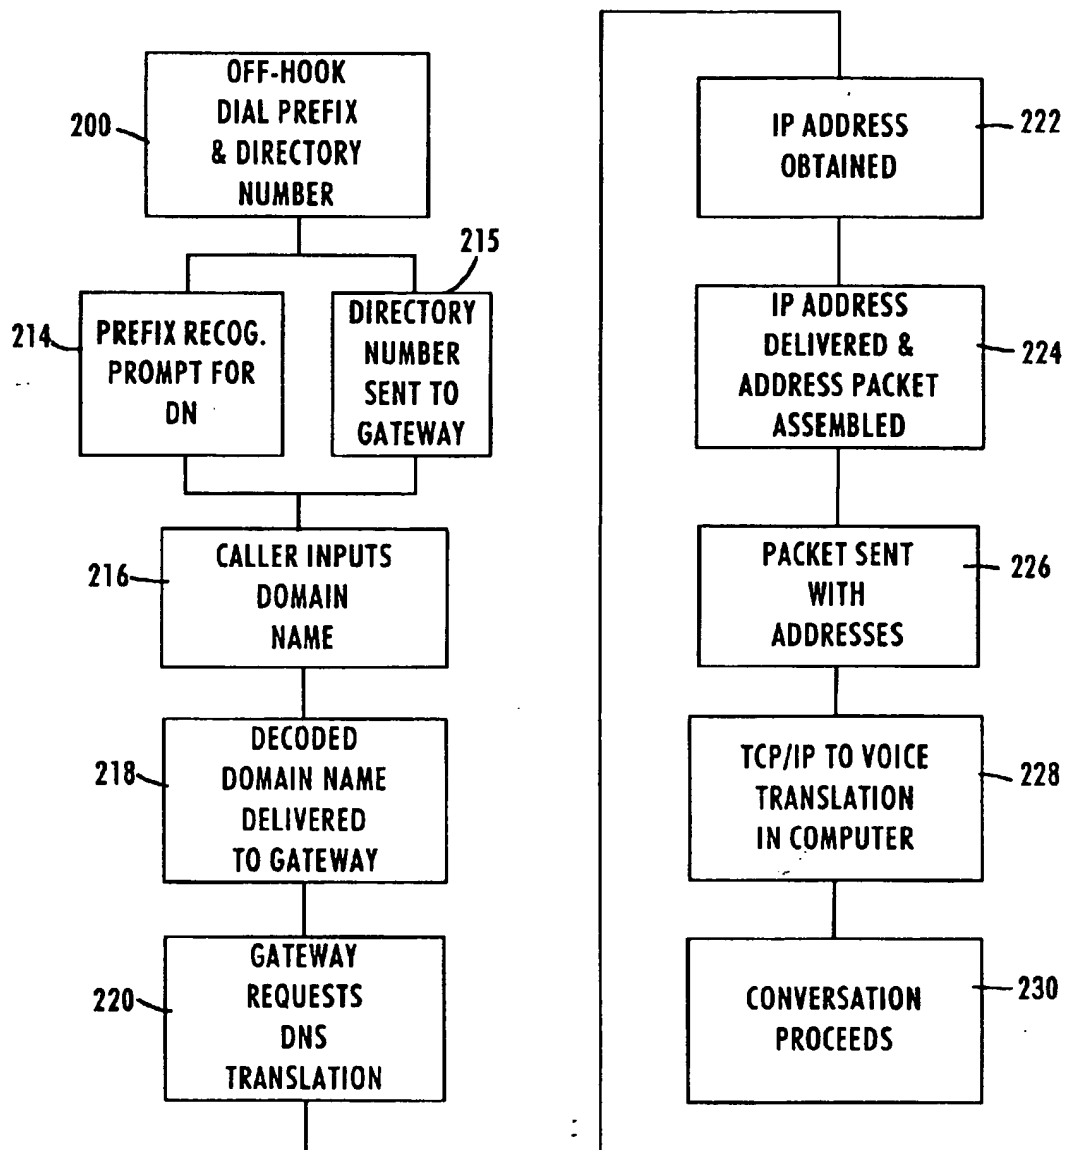 200
OFF-HOOK
DIAL PREFIX
& DIRECTORY
NUMBER
214
PREFIX RECOG.
PROMPT FOR
DN
215
DIRECTORY
NUMBER
SENT TO
GATEWAY
216
CALLER INPUTS
DOMAIN
NAME
218
DECODED
DOMAIN NAME
DELIVERED
TO GATEWAY
220
GATEWAY
REQUESTS
DNS
TRANSLATION
222
IP ADDRESS
OBTAINED
224
IP ADDRESS
DELIVERED &
ADDRESS PACKET
ASSEMBLED
226
PACKET SENT
WITH
ADDRESSES
228
TCP/IP TO VOICE
TRANSLATION
IN COMPUTER
230
CONVERSATION
PROCEEDS